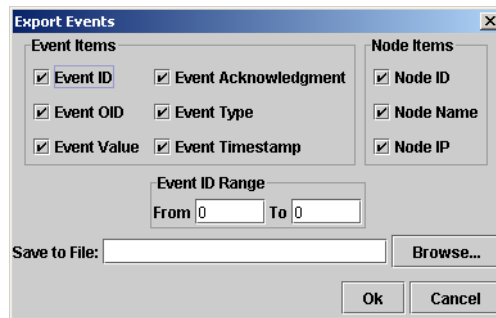 Export Events
Event Items
Node Items
Event ID
Event Acknowledgment
Node ID
Event OID
Event Type
Node Name
Event Value
Event Timestamp
Node IP
Event ID Range
From 0
To 0
Save to File:
Browse...
Ok
Cancel